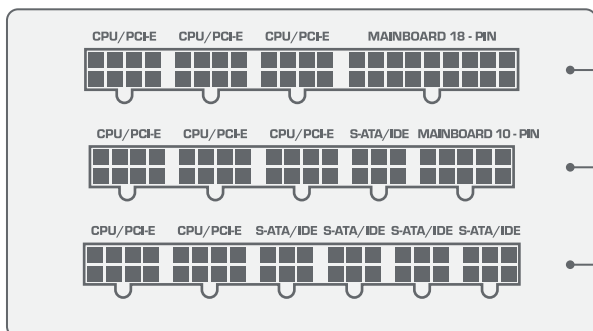 CPU/PCI-E CPU/PCI-E CPU/PCI-E MAINBOARD 18 - PIN
CPU/PCI-E CPU/PCI-E CPU/PCI-E S-ATA/IDE MAINBOARD 10 - PIN
CPU/PCI-E CPU/PCI-E S-ATA/IDE S-ATA/IDE S-ATA/IDE S-ATA/IDE